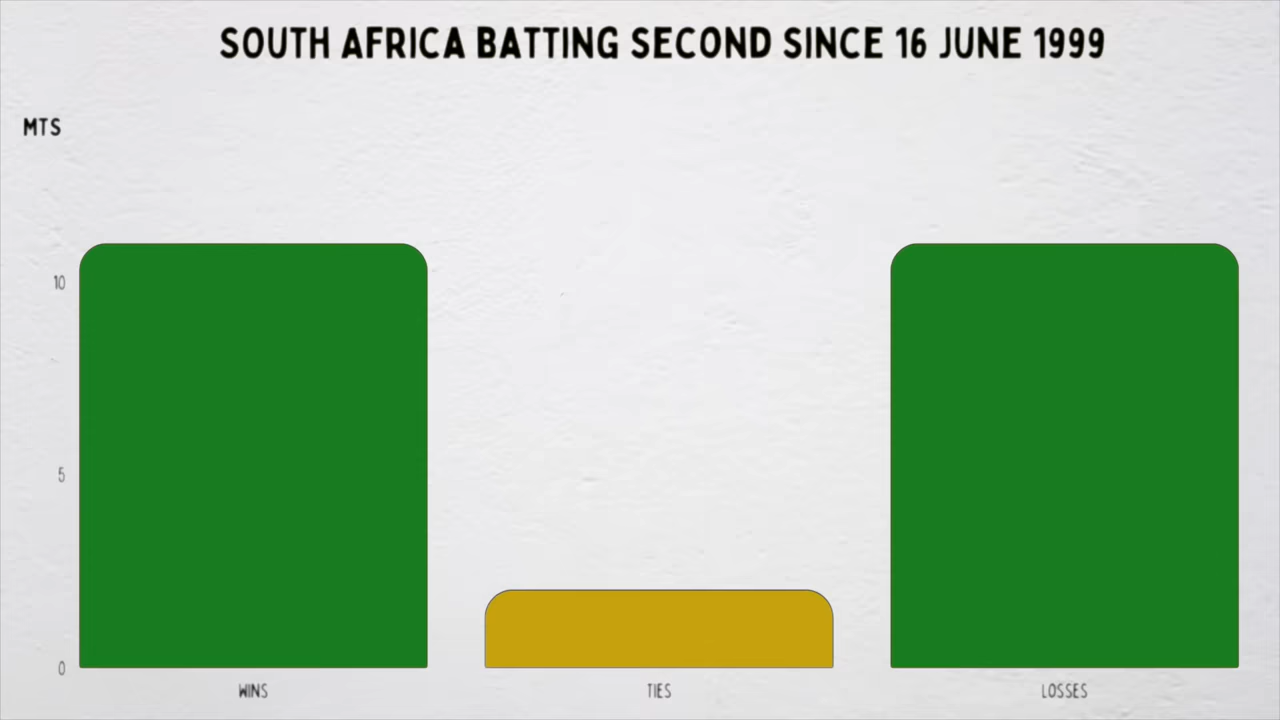 SOUTH AFRICA BATTING SECOND SINCE 16 JUNE 1999
MTS
10
5
0
WINS TIES LOSSES